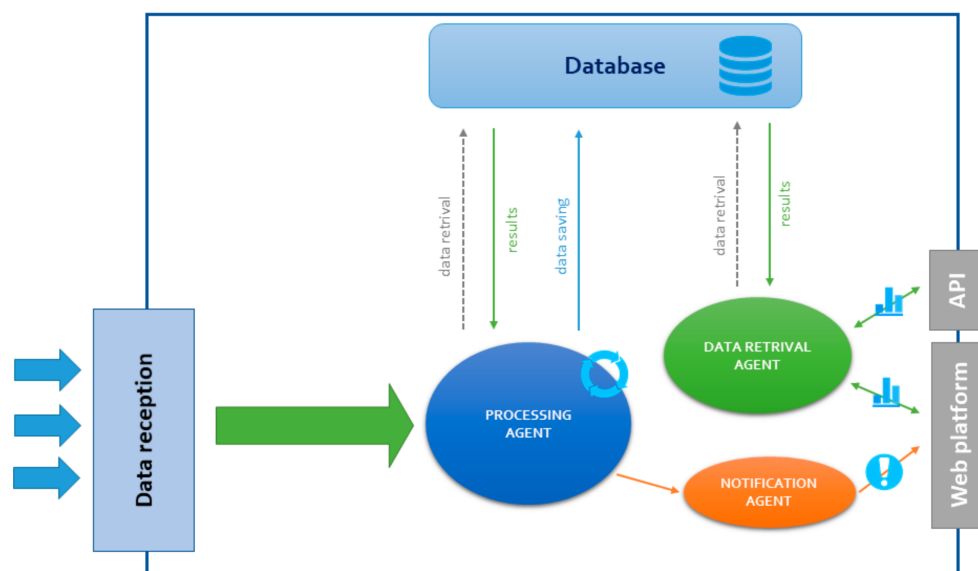 Database
data retrival
results
data saving
data retrival
results
API
DATA RETRIVAL
AGENT
Data reception
PROCESSING
AGENT
Web platform
NOTIFICATION
AGENT